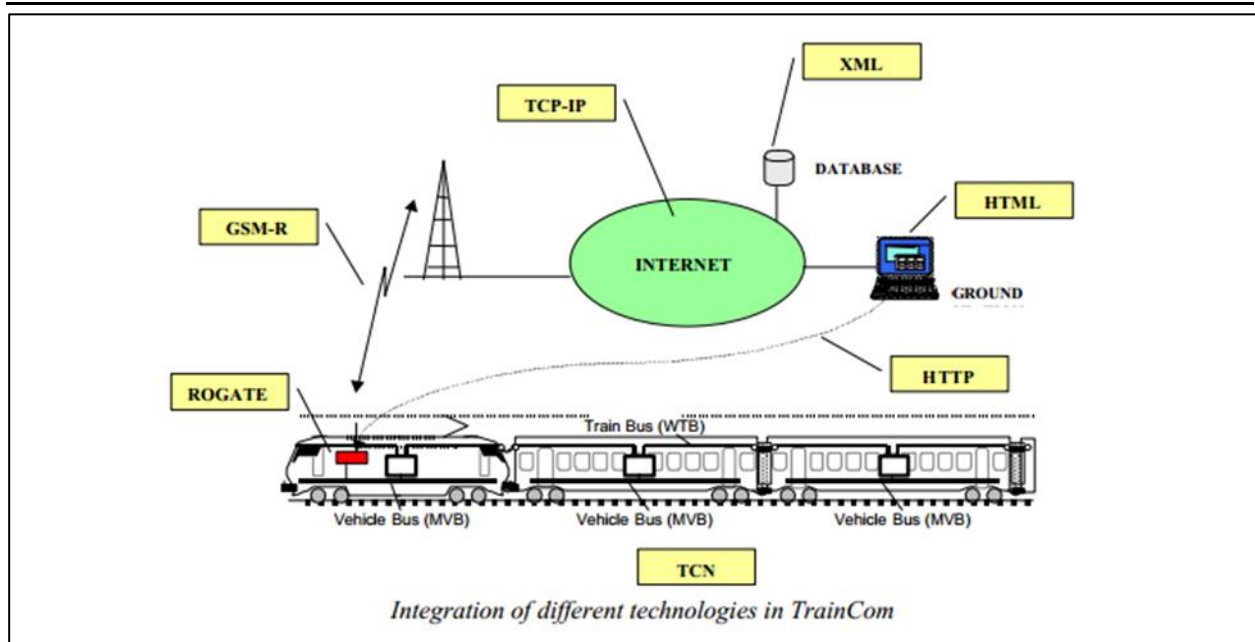 XML
TCP-IP
DATABASE
HTML
GSM-R
INTERNET
GROUND
ROGATE
HTTP
Train Bus (WTB)
Vehicle Bus (MVB)
Vehicle Bus (MVB)
Vehicle Bus (MVB)
TCN
Integration of different technologies in TrainCom